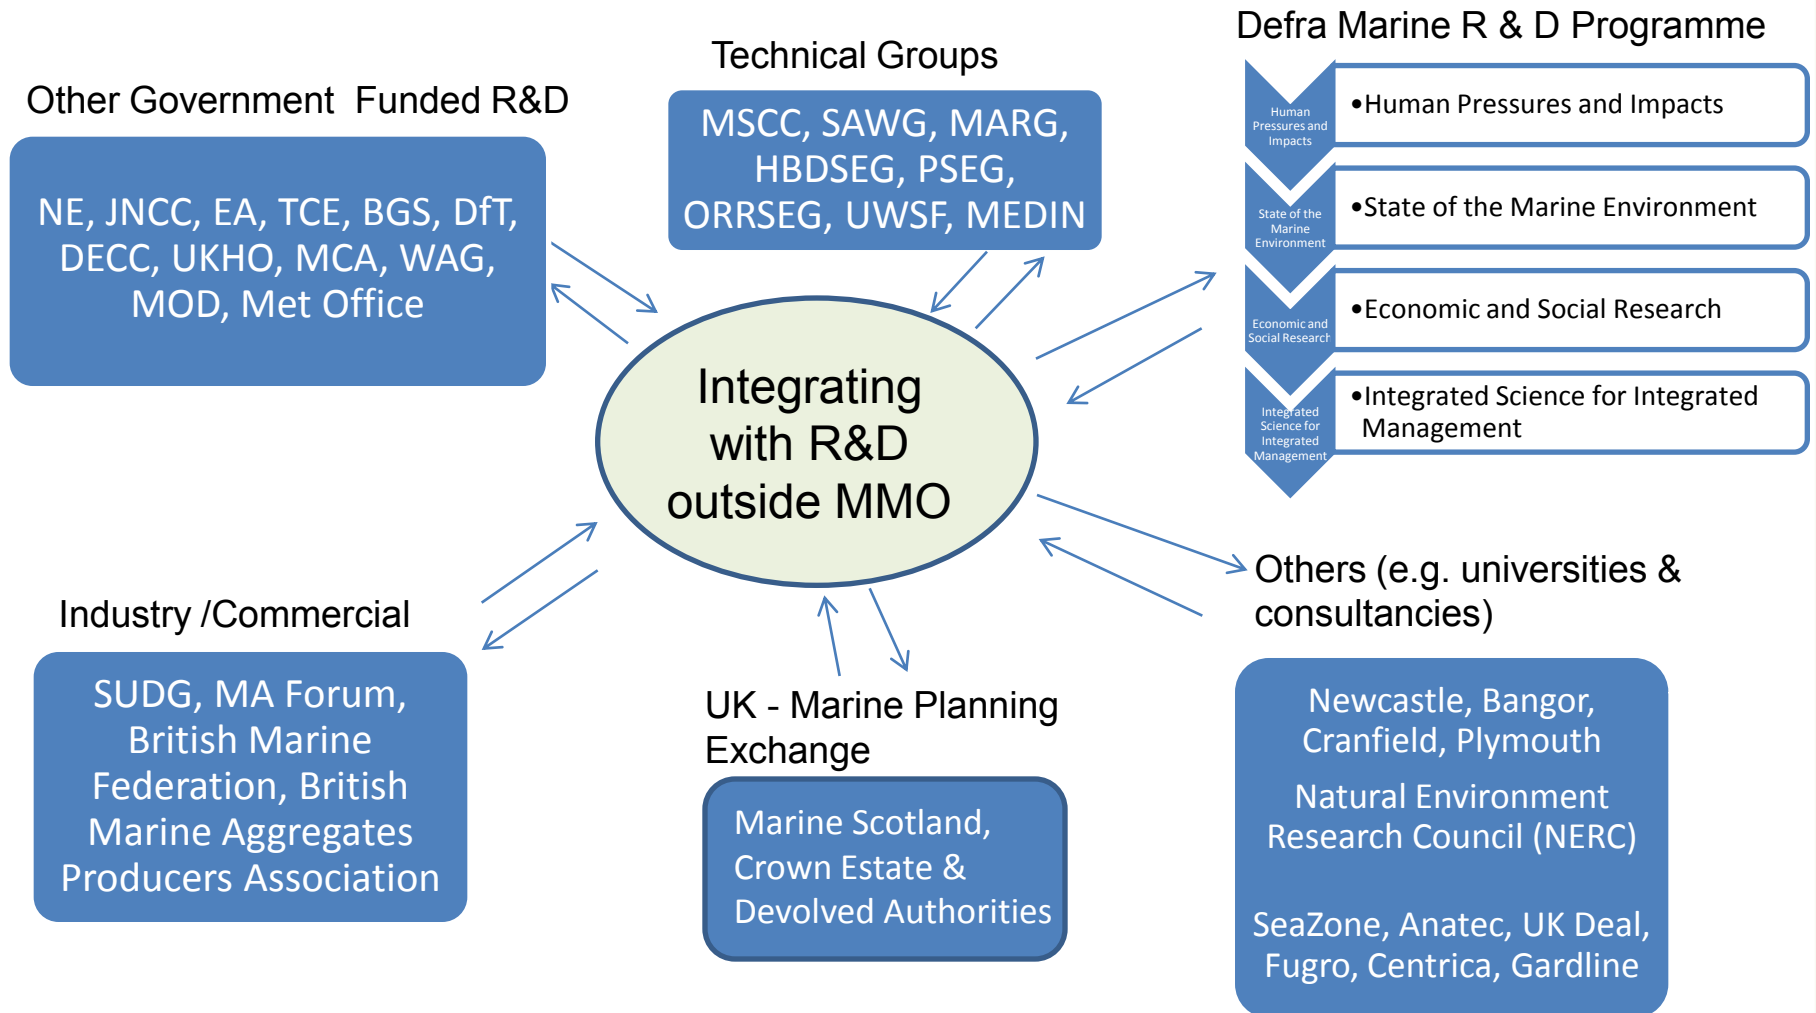 Defra Marine R & D Programme
Human
Pressures and
Impacts
•Human Pressures and Impacts
State of the
Marine
Environment
•State of the Marine Environment
Economic and
Social Research
•Economic and Social Research
Integrated
Science for
Integrated
Management
•Integrated Science for Integrated
Management
Technical Groups
MSCC, SAWG, MARG,
HBDSEG, PSEG,
ORRSEG, UWSF, MEDIN
Other Government Funded R&D
NE, JNCC, EA, TCE, BGS, DfT,
DECC, UKHO, MCA, WAG,
MOD, Met Office
Integrating
with R&D
outside MMO
Industry /Commercial
SUDG, MA Forum,
British Marine
Federation, British
Marine Aggregates
Producers Association
UK - Marine Planning
Exchange
Marine Scotland,
Crown Estate &
Devolved Authorities
Others (e.g. universities &
consultancies)
Newcastle, Bangor,
Cranfield, Plymouth
Natural Environment
Research Council (NERC)
SeaZone, Anatec, UK Deal,
Fugro, Centrica, Gardline